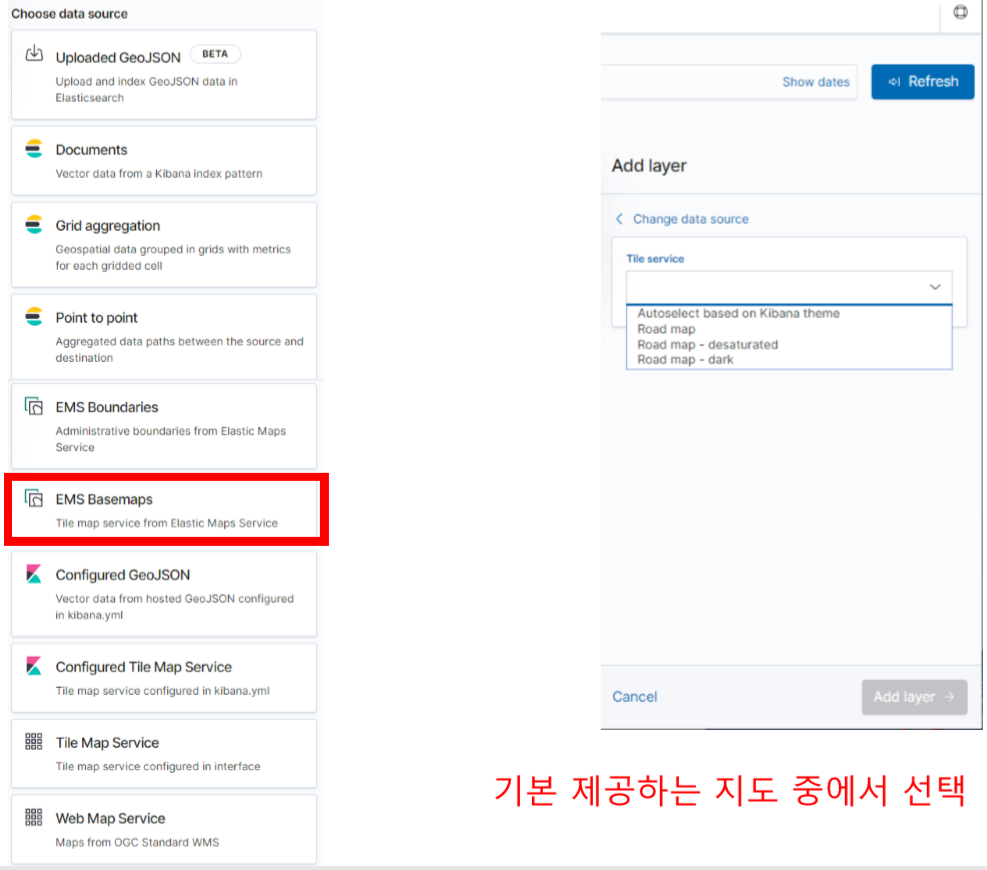 Choose data source
Uploaded GeoJSON BETA
Upload and index GeoJSON data in
Elasticsearch
Documents
Vector data from a Kibana index pattern
Grid aggregation
Geospatial data grouped in grids with metrics
for each gridded cell
Point to point
Aggregated data paths between the source and
destination
EMS Boundaries
Administrative boundaries from Elastic Maps
Service
EMS Basemaps
Tile map service from Elastic Maps Service
Configured GeoJSON
Vector data from hosted GeoJSON configured
in kibana.yml
Configured Tile Map Service
Tile map service configured in kibana.yml
Tile Map Service
Tile map service configured in interface
Web Map Service
Maps from OGC Standard WMS
Show dates
Refresh
Add layer
Change data source
Tile service
Autoselect based on Kibana theme
Road map
Road map - desaturated
Road map - dark
Cancel
Add layer
기본 제공하는 지도 중에서 선택